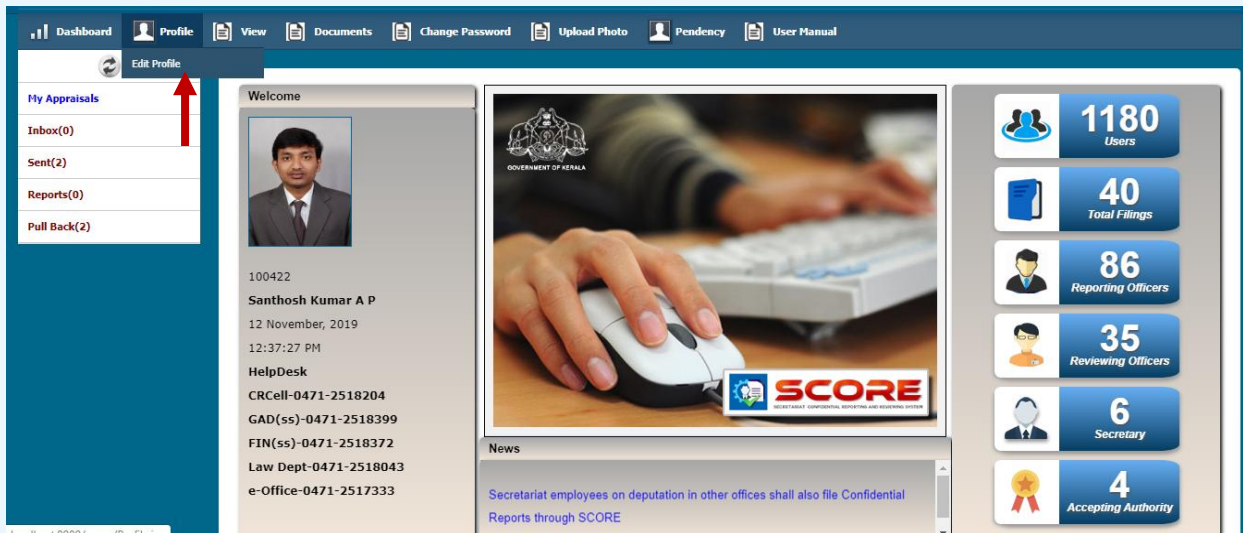 Dashboard Profile View Documents Change Password Upload Photo Pendency User Manual
Edit Profile
My Appraisals
Inbox(0)
Sent(2)
Reports(0)
Pull Back(2)
Welcome
100422
Santhosh Kumar A P
12 November, 2019
12:37:27 PM
HelpDesk
CRCell-0471-2518204
GAD(ss)-0471-2518399
FIN(ss)-0471-2518372
Law Dept-0471-2518043
e-Office-0471-2517333
GOVERNMENT OF KERALA
SCORE
SECRETARIAT CONFIDENTIAL REPORTING AND REVIEWING SYSTEM
News
Secretariat employees on deputation in other offices shall also file Confidential
Reports through SCORE
1180
Users
40
Total Filings
86
Reporting Officers
35
Reviewing Officers
6
Secretary
4
Accepting Authority